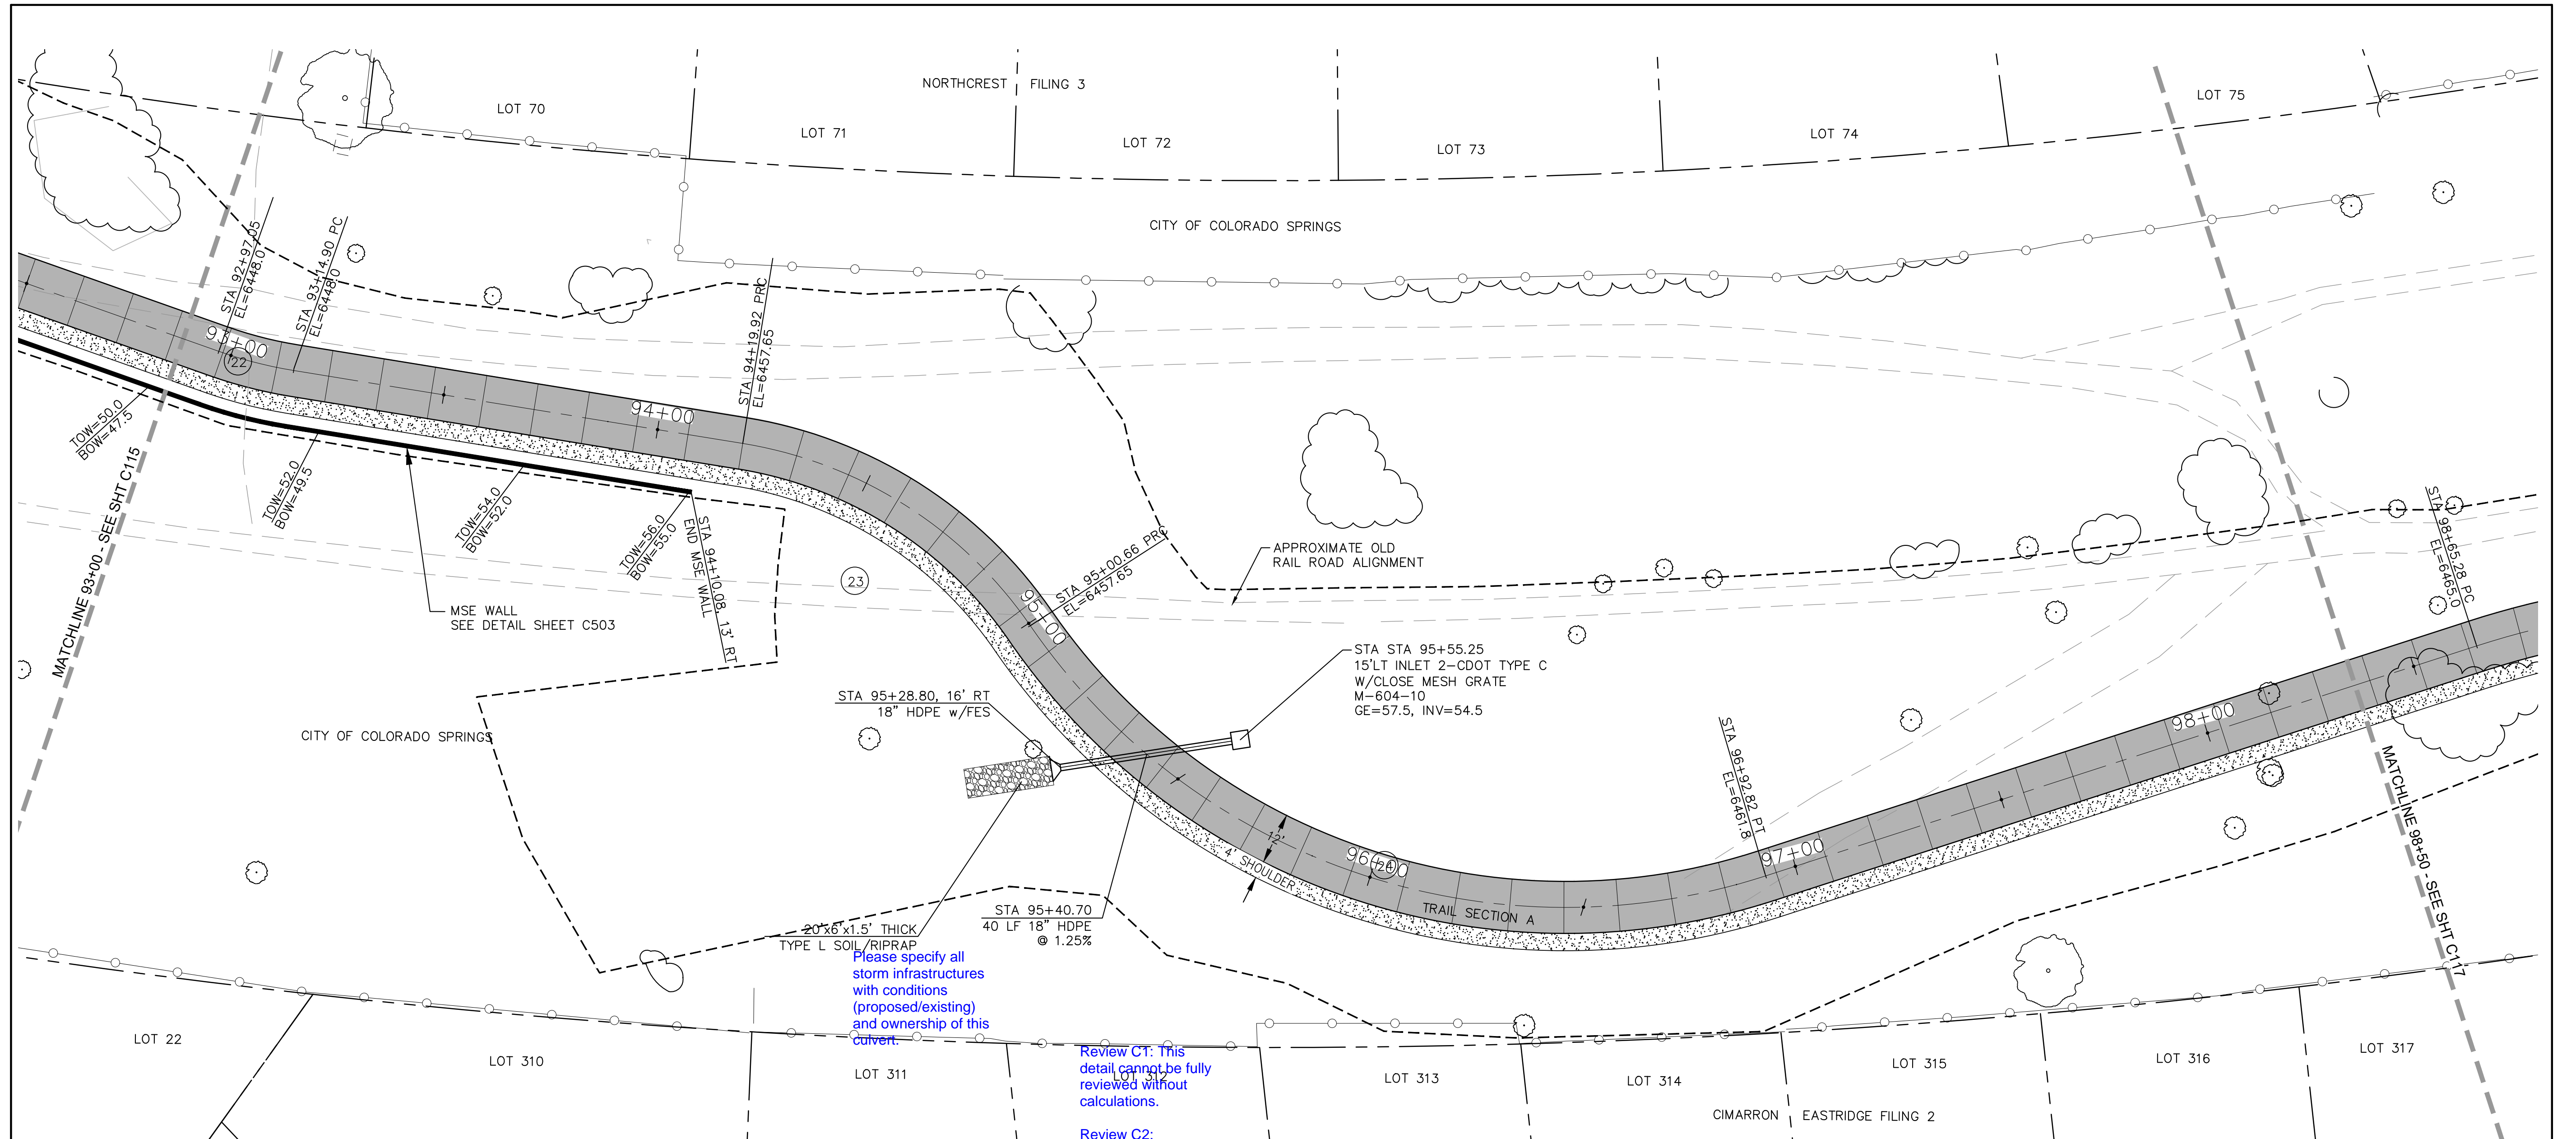 NORTHCREST FILING 3
LOT 70
LOT 71
LOT 72
LOT 73
LOT 74
LOT 75
CITY OF COLORADO SPRINGS
STA 92+97.05
EL=6448.0
STA 93+14.90 PC
EL=6448.0
93+00
22
94+00
STA 94+19.92 PRC
EL=6457.65
TOW=50.0
BOW=47.5
TOW=52.0
BOW=49.5
TOW=54.0
BOW=52.0
TOW=56.0
BOW=55.0
STA 94+10.08, 13' RT
END MSE WALL
MATCHLINE 93+00 - SEE SHT C115
MSE WALL
SEE DETAIL SHEET C503
23
95+00
STA 95+00.66 PRC
EL=6457.65
APPROXIMATE OLD
RAIL ROAD ALIGNMENT
STA STA 95+55.25
15'LT INLET 2-CDOT TYPE C
W/CLOSE MESH GRATE
M-604-10
GE=57.5, INV=54.5
STA 95+28.80, 16' RT
18" HDPE w/FES
CITY OF COLORADO SPRINGS
12'
4' SHOULDER
96+00
24
TRAIL SECTION A
STA 96+92.82 PT
EL=6461.8
97+00
98+00
STA 98+65.28 PC
EL=6465.0
MATCHLINE 98+50 - SEE SHT C117
20'x6'x1.5' THICK
TYPE L SOIL/RIPRAP
STA 95+40.70
40 LF 18" HDPE
@ 1.25%
Please specify all
storm infrastructures
with conditions
(proposed/existing)
and ownership of this
culvert.
Review C1: This
detail cannot be fully
reviewed without
calculations.
Review C2:
LOT 22
LOT 310
LOT 311
LOT 312
LOT 313
LOT 314
LOT 315
LOT 316
LOT 317
CIMARRON EASTRIDGE FILING 2